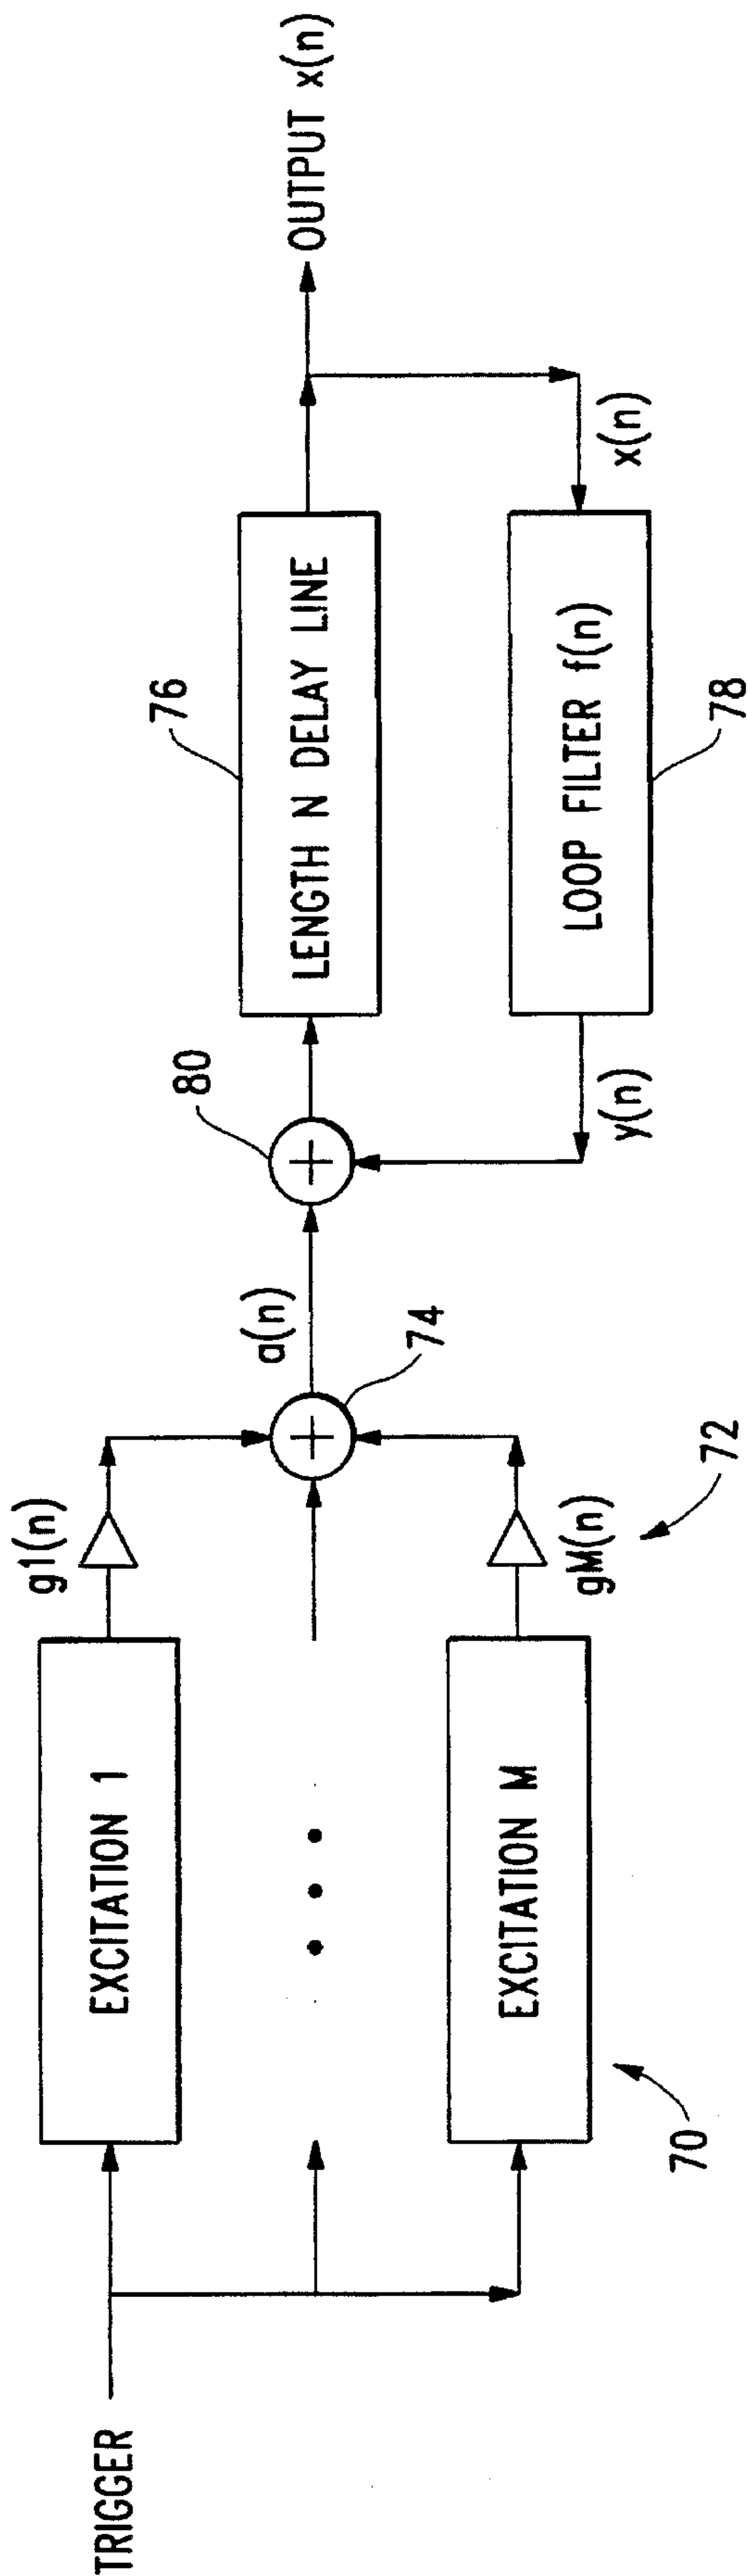 TRIGGER
EXCITATION 1
EXCITATION M
70
g1(n)
gM(n)
72
74
a(n)
80
y(n)
76
LENGTH N DELAY LINE
LOOP FILTER f(n)
78
x(n)
OUTPUT x(n)